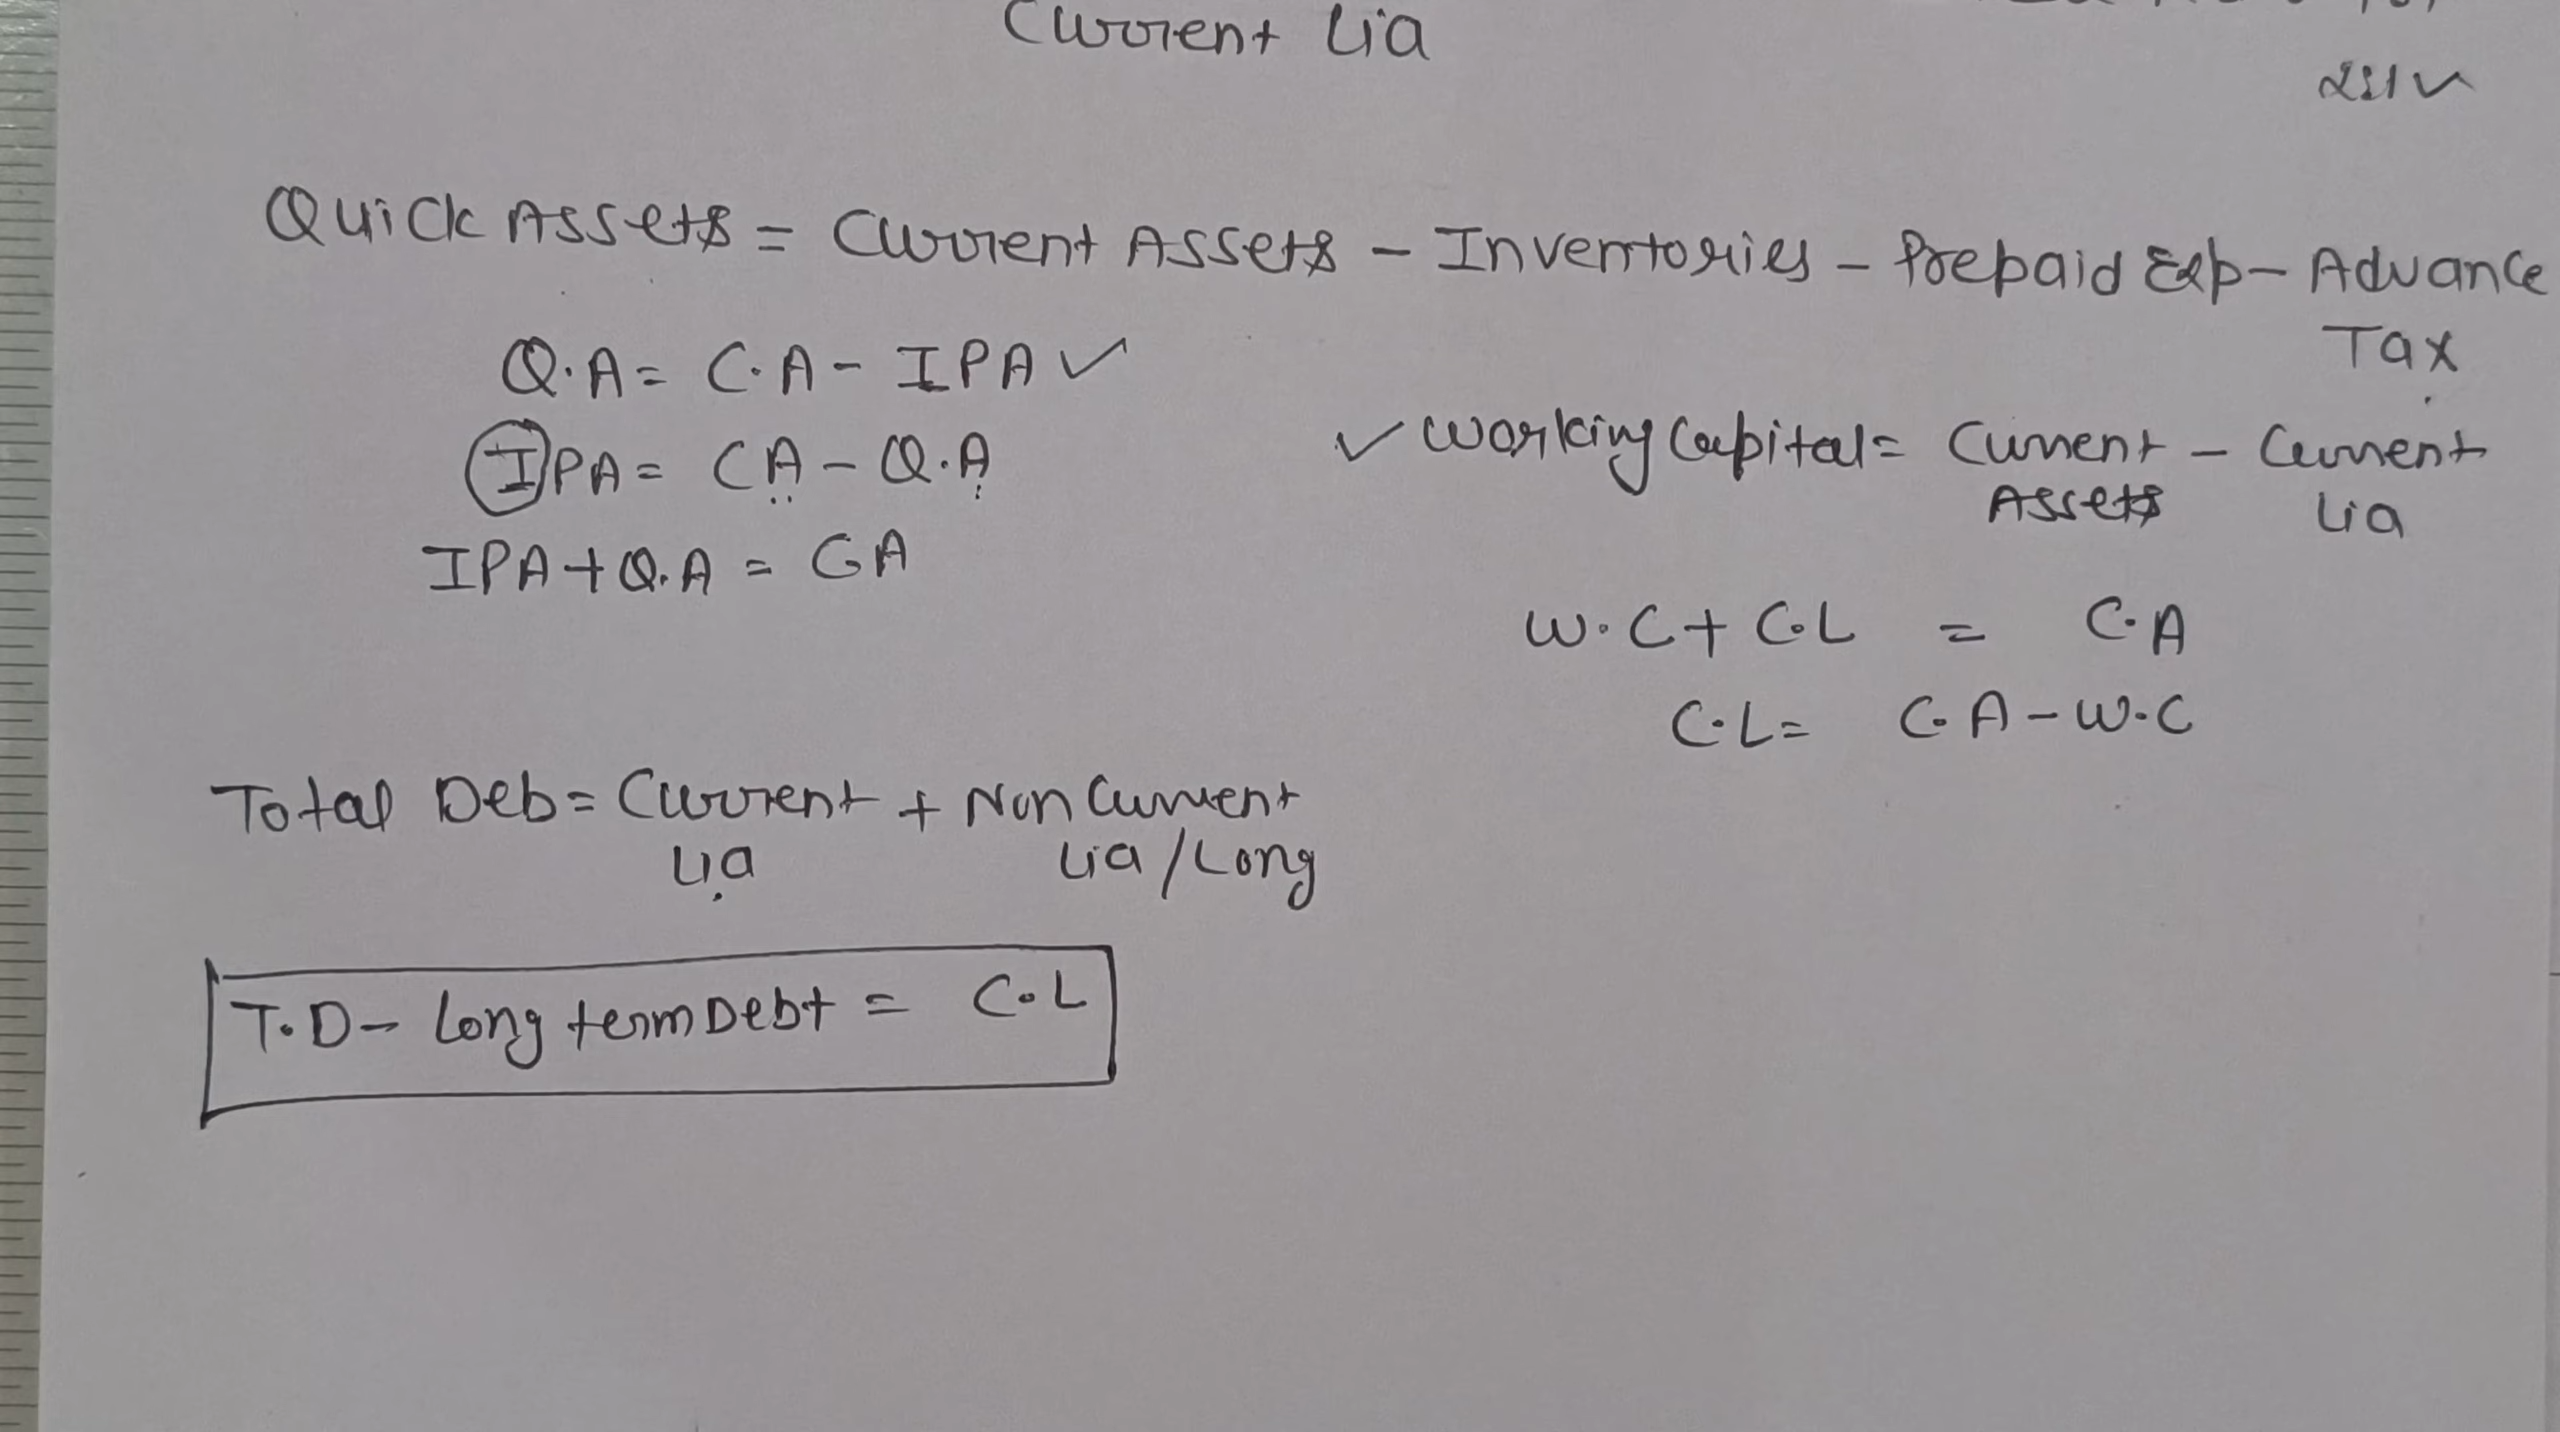 Current Lia
Quick Assets = Current Assets - Inventories - Prepaid Exp - Advance
Tax
Q.A = C.A - IPA ✓
IPA = CA - Q.A
IPA + Q.A = CA
✓ Working Capital = Current - Current
Assets Lia
W.C + C.L = C.A
C.L = C.A - W.C
Total Deb = Current + Non Current
Lia Lia / Long
T.D - Long term Debt = C.L